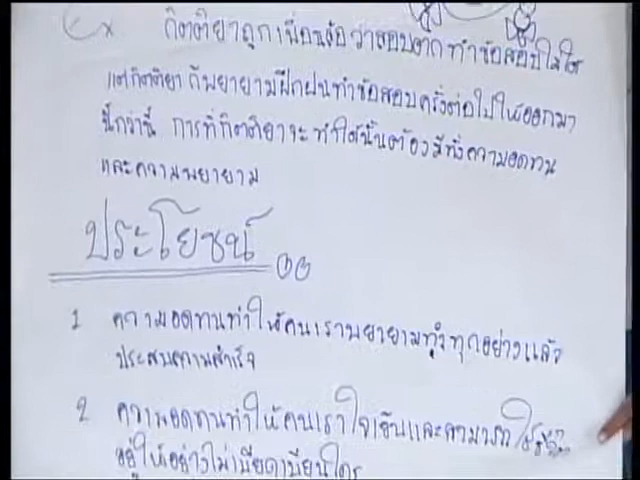 Ex กิตติยาถูกเพื่อนล้อว่าสอบตก ทำข้อสอบไม่ได้
แต่กิตติยา ก็พยายามฝึกฝนทำข้อสอบครั้งต่อไปให้ออกมา
ดีกว่านี้ การที่กิตติยาจะทำได้นั้นต้องมีทั้งความอดทน
และความพยายาม
ประโยชน์
1 ความอดทนทำให้คนเราพยายามทำทุกอย่างแล้ว
ประสบความสำเร็จ
2 ความอดทนทำให้คนเราใจเย็นและสามารถใช้ชีวิต
อยู่ได้อย่างไม่เบียดเบียนใคร